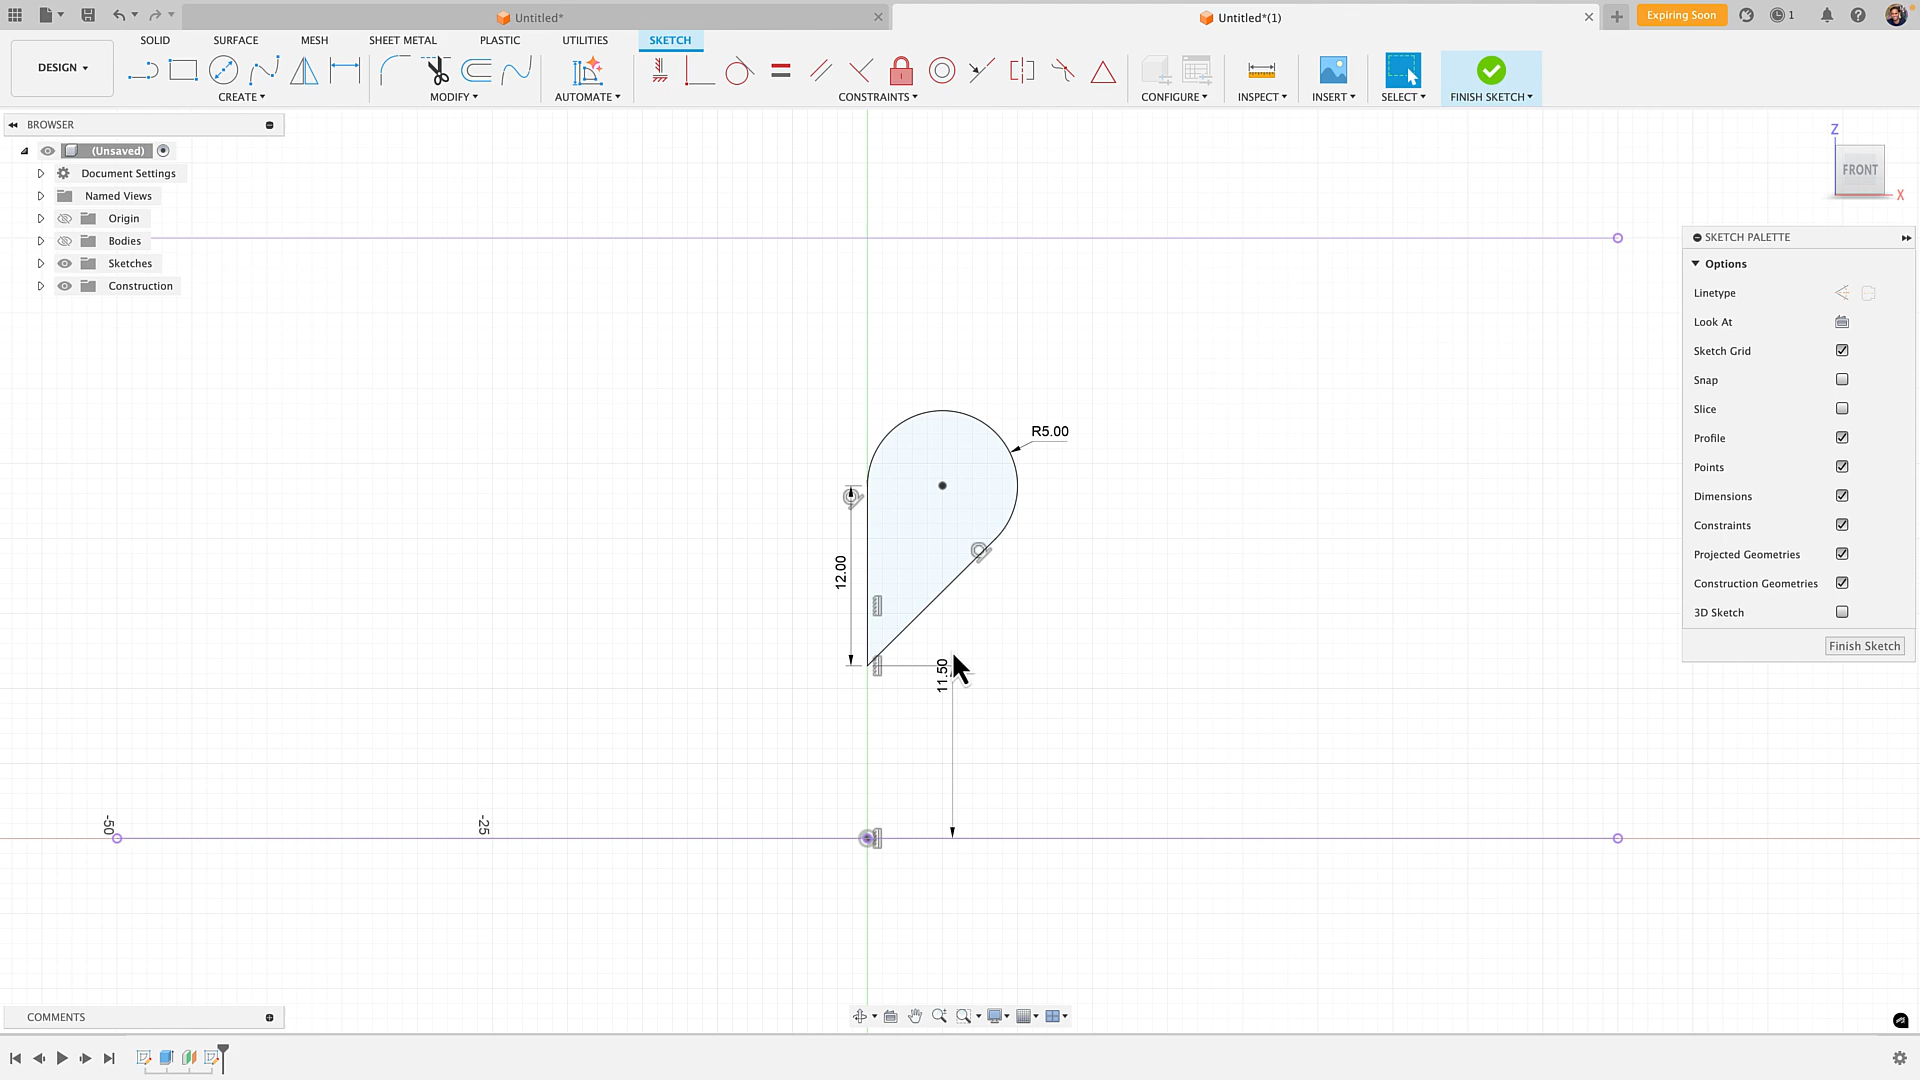 Untitled*
Untitled*(1)
Expiring Soon
1
DESIGN
SOLID
SURFACE
MESH
SHEET METAL
PLASTIC
UTILITIES
SKETCH
CREATE
MODIFY
AUTOMATE
CONSTRAINTS
CONFIGURE
INSPECT
INSERT
SELECT
FINISH SKETCH
BROWSER
(Unsaved)
Document Settings
Named Views
Origin
Bodies
Sketches
Construction
Z
FRONT
X
SKETCH PALETTE
Options
Linetype
Look At
Sketch Grid
Snap
Slice
Profile
Points
Dimensions
Constraints
Projected Geometries
Construction Geometries
3D Sketch
Finish Sketch
R5.00
12.00
11.50
-50
-25
COMMENTS